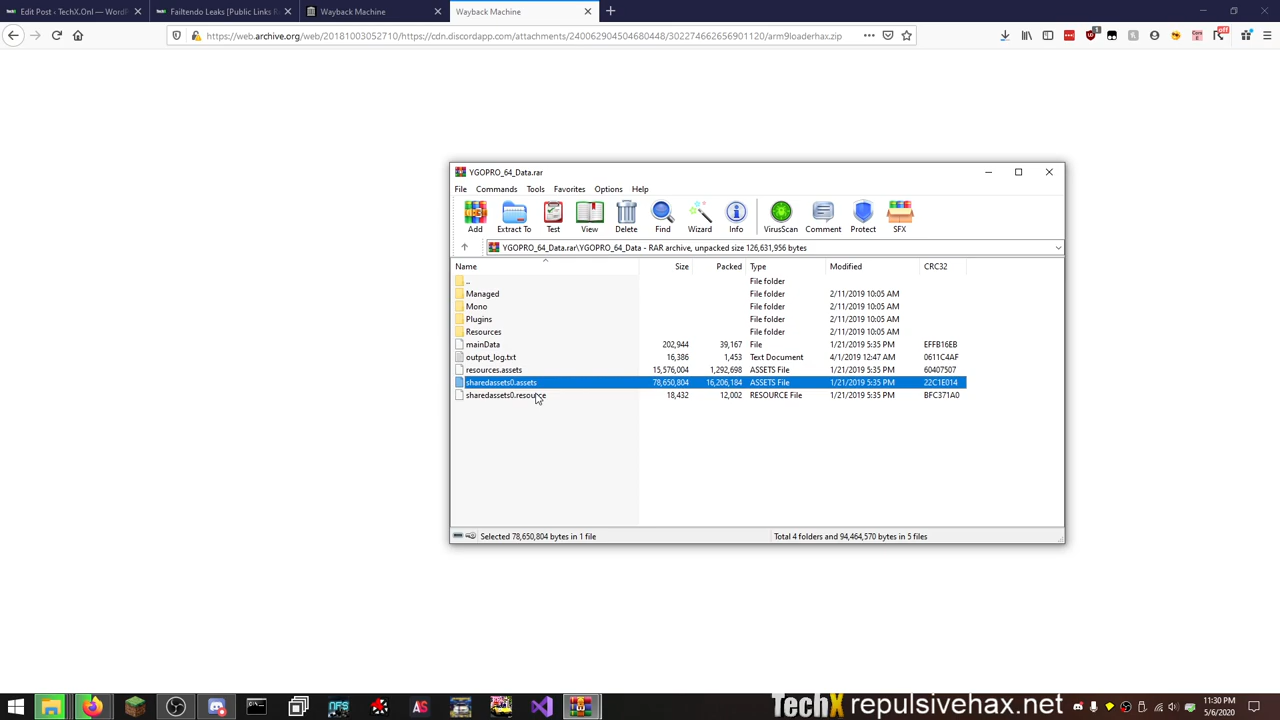 Edit Post ‹ TechX.Onl — WordPr
Failtendo Leaks [Public Links R
Wayback Machine
Wayback Machine
https://web.archive.org/web/20181003052710/https://cdn.discordapp.com/attachments/240062904504680448/302274662656901120/arm9loaderhax.zip
off
YGOPRO_64_Data.rar
File Commands Tools Favorites Options Help
Add Extract To Test View Delete Find Wizard Info VirusScan Comment Protect SFX
YGOPRO_64_Data.rar\YGOPRO_64_Data - RAR archive, unpacked size 126,631,956 bytes
Name Size Packed Type Modified CRC32
.. File folder
Managed File folder 2/11/2019 10:05 AM
Mono File folder 2/11/2019 10:05 AM
Plugins File folder 2/11/2019 10:05 AM
Resources File folder 2/11/2019 10:05 AM
mainData 202,944 39,167 File 1/21/2019 5:35 PM EFFB16EB
output_log.txt 16,386 1,453 Text Document 4/1/2019 12:47 AM 0611C4AF
resources.assets 15,576,004 1,292,698 ASSETS File 1/21/2019 5:35 PM 60407507
sharedassets0.assets 78,650,804 16,206,184 ASSETS File 1/21/2019 5:35 PM 22C1E014
sharedassets0.resource 18,432 12,002 RESOURCE File 1/21/2019 5:35 PM BFC371A0
Selected 78,650,804 bytes in 1 file
Total 4 folders and 94,464,570 bytes in 5 files
TechX repulsivehax.net
11:30 PM
5/6/2020